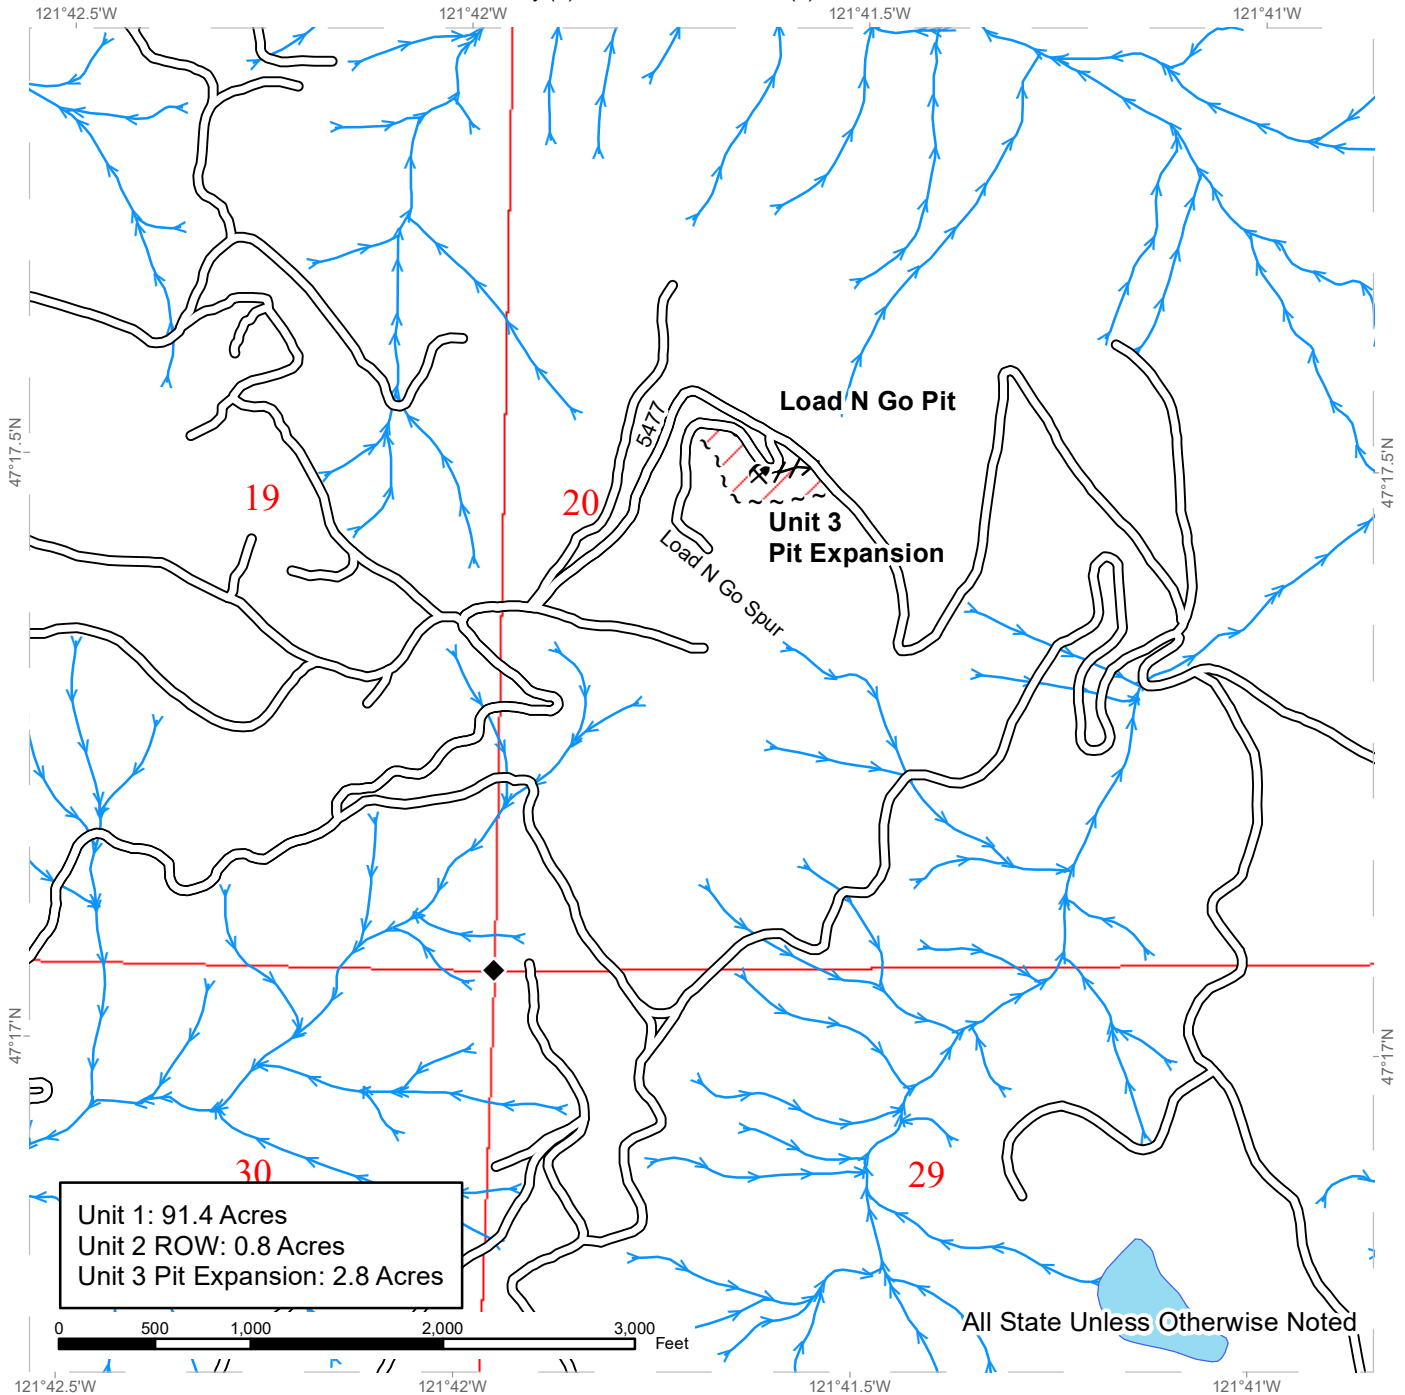 121°42.5'W 121°42'W 121°41.5'W 121°41'W
Load N Go Pit
5477
47°17.5'N
47°17.5'N
19
20
Unit 3
Pit Expansion
Load N Go Spur
47°17'N
47°17'N
30
29
Unit 1: 91.4 Acres
Unit 2 ROW: 0.8 Acres
Unit 3 Pit Expansion: 2.8 Acres
All State Unless Otherwise Noted
0 500 1,000 2,000 3,000
Feet
121°42.5'W 121°42'W 121°41.5'W 121°41'W